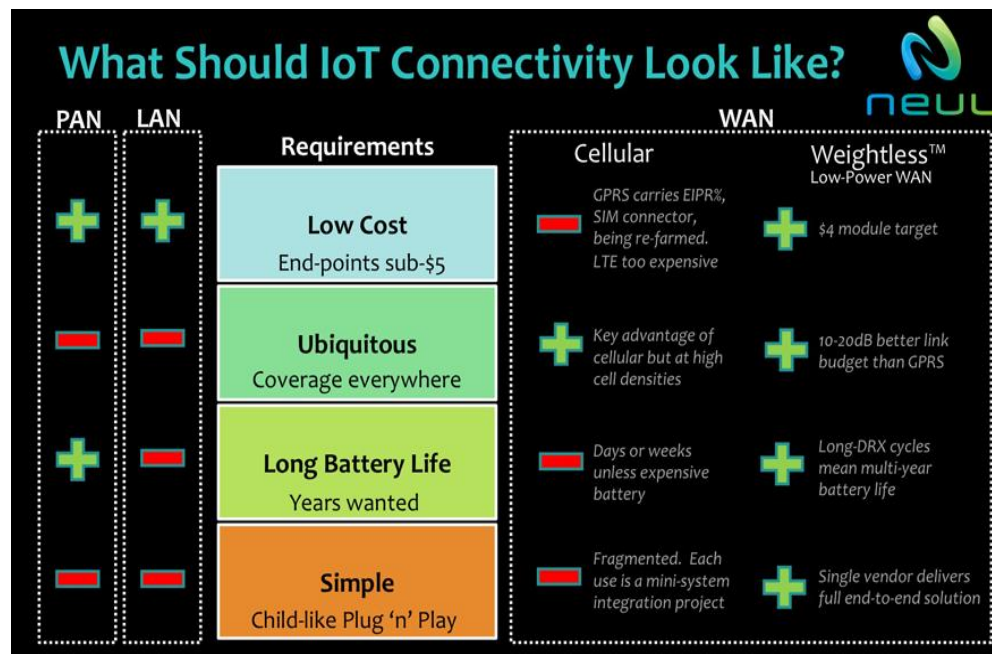 What Should IoT Connectivity Look Like?
neul
PAN
LAN
WAN
Requirements
Cellular
Weightless™
Low-Power WAN
Low Cost
End-points sub-$5
GPRS carries EIPR%,
SIM connector,
being re-farmed.
LTE too expensive
$4 module target
Ubiquitous
Coverage everywhere
Key advantage of
cellular but at high
cell densities
10-20dB better link
budget than GPRS
Long Battery Life
Years wanted
Days or weeks
unless expensive
battery
Long-DRX cycles
mean multi-year
battery life
Simple
Child-like Plug ‘n’ Play
Fragmented. Each
use is a mini-system
integration project
Single vendor delivers
full end-to-end solution